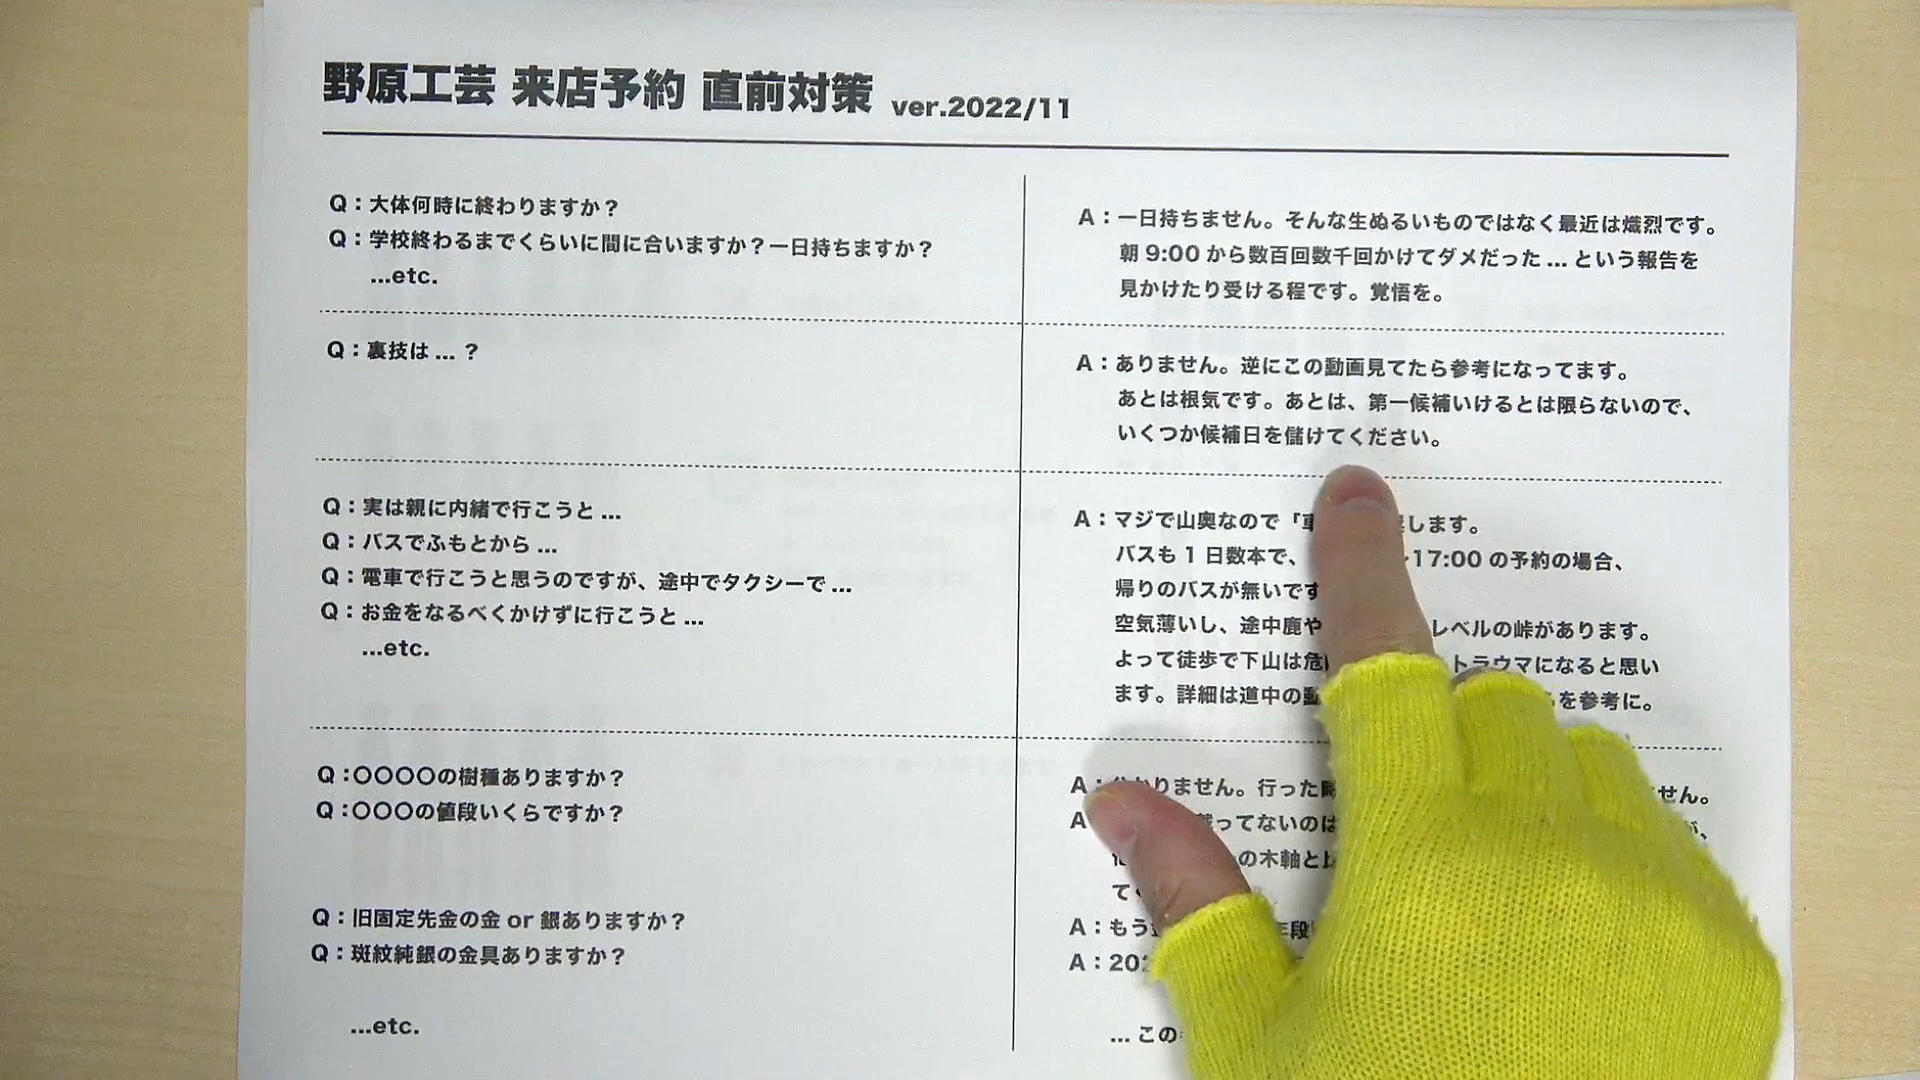 野原工芸 来店予約 直前対策 ver.2022/11
Q：大体何時に終わりますか？
Q：学校終わるまでくらいに間に合いますか？一日持ちますか？
...etc.
A：一日持ちません。そんな生ぬるいものではなく最近は熾烈です。
朝 9:00 から数百回数千回かけてダメだった ... という報告を
見かけたり受ける程です。覚悟を。
Q：裏技は ... ？
A：ありません。逆にこの動画見てたら参考になってます。
あとは根気です。あとは、第一候補いけるとは限らないので、
いくつか候補日を儲けてください。
Q：実は親に内緒で行こうと ...
Q：バスでふもとから ...
Q：電車で行こうと思うのですが、途中でタクシーで ...
Q：お金をなるべくかけずに行こうと ...
...etc.
A：マジで山奥なので「車 します。
バスも 1 日数本で、 17:00 の予約の場合、
帰りのバスが無いです
空気薄いし、途中鹿や レベルの峠があります。
よって徒歩で下山は危 トラウマになると思い
ます。詳細は道中の動 を参考に。
Q：〇〇〇〇の樹種ありますか？
Q：〇〇〇の値段いくらですか？
A： りません。行った せん。
A ってないのは が、
の木軸と比
て
Q：旧固定先金の金 or 銀ありますか？
Q：斑紋純銀の金具ありますか？
A：もう 年段
A：202
...etc.
... この